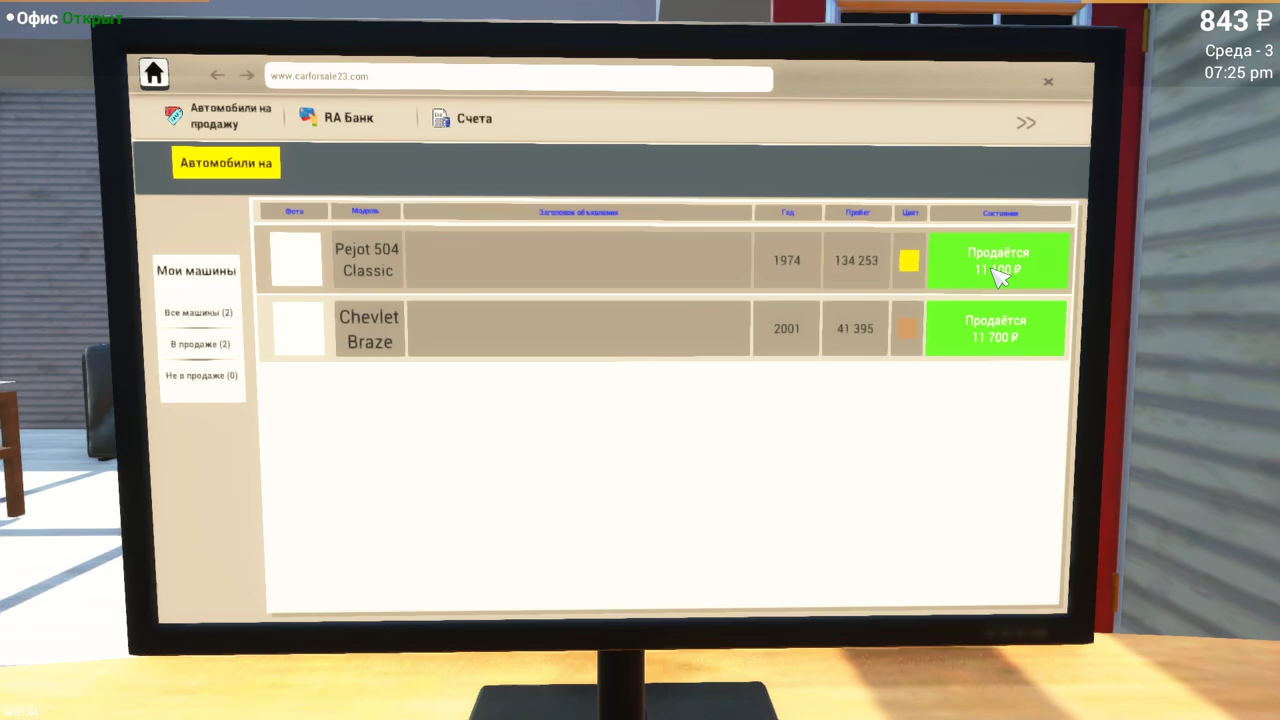 Офис Открыт
843 ₽
Среда - 3
07:25 pm
www.carforsale23.com
Автомобили на
продажу
RA Банк
Счета
>>
Автомобили на
Фото Модель Заголовок объявления Год Пробег Цвет Состояние
Мои машины
Все машины (2)
В продаже (2)
Не в продаже (0)
Pejot 504
Classic
1974
134 253
Продаётся
₽
Chevlet
Braze
2001
41 395
Продаётся
11 700 ₽